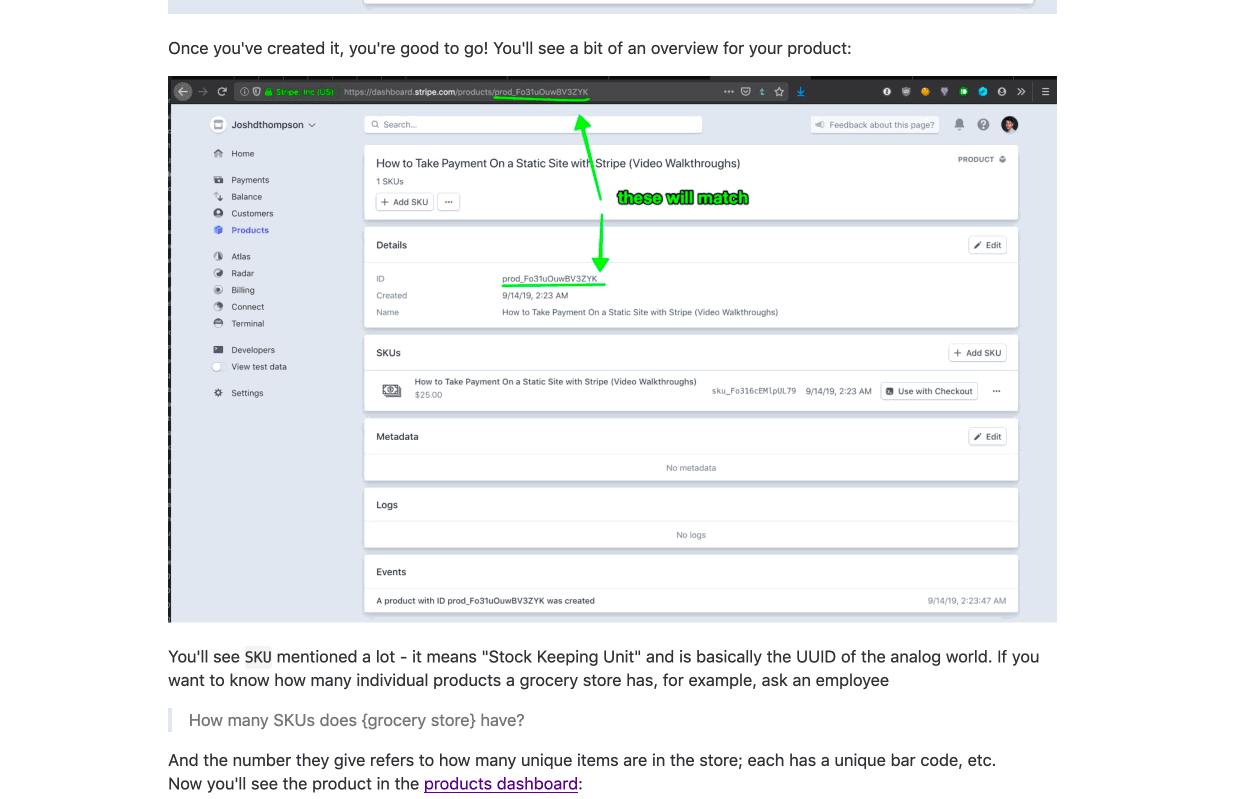 Once you've created it, you're good to go! You'll see a bit of an overview for your product:
Stripe, Inc (US) https://dashboard.stripe.com/products/prod_Fo31uOuwBV3ZYK
Joshdthompson
Search...
Feedback about this page?
Home
Payments
Balance
Customers
Products
Atlas
Radar
Billing
Connect
Terminal
Developers
View test data
Settings
How to Take Payment On a Static Site with Stripe (Video Walkthroughs)
PRODUCT
1 SKUs
+ Add SKU ...
these will match
Details
Edit
ID prod_Fo31uOuwBV3ZYK
Created 9/14/19, 2:23 AM
Name How to Take Payment On a Static Site with Stripe (Video Walkthroughs)
SKUs
+ Add SKU
How to Take Payment On a Static Site with Stripe (Video Walkthroughs)
$25.00
sku_Fo316cEMlpUL79 9/14/19, 2:23 AM Use with Checkout ...
Metadata
Edit
No metadata
Logs
No logs
Events
A product with ID prod_Fo31uOuwBV3ZYK was created 9/14/19, 2:23:47 AM
You'll see SKU mentioned a lot - it means "Stock Keeping Unit" and is basically the UUID of the analog world. If you
want to know how many individual products a grocery store has, for example, ask an employee
How many SKUs does {grocery store} have?
And the number they give refers to how many unique items are in the store; each has a unique bar code, etc.
Now you'll see the product in the products dashboard: